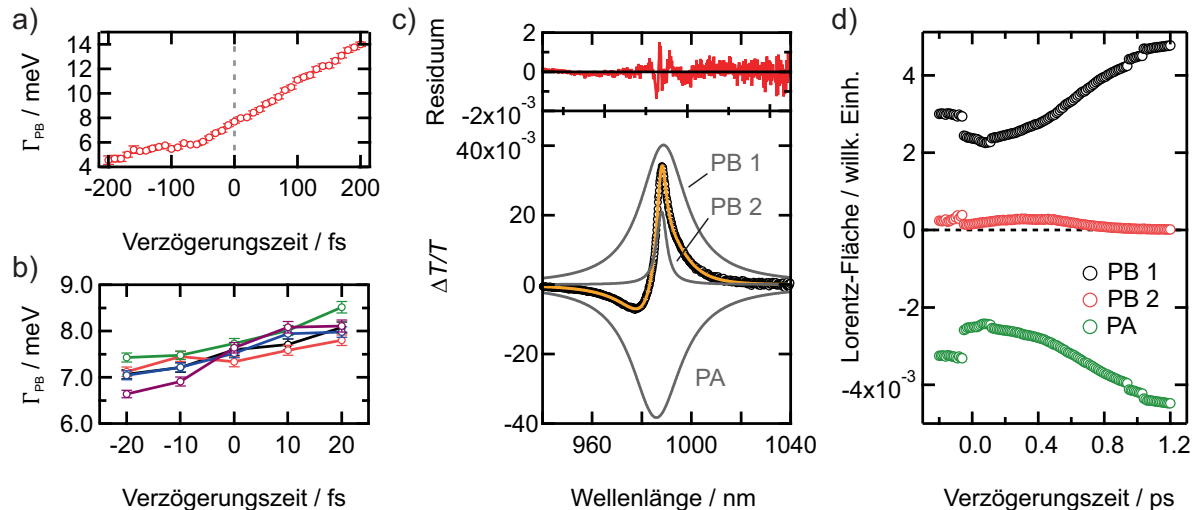 a)
ΓPB / meV
14
12
10
8
6
4
-200
-100
0
100
200
Verzögerungszeit / fs
b)
ΓPB / meV
9.0
8.0
7.0
6.0
-20
-10
0
10
20
Verzögerungszeit / fs
c)
Residuum
2
0
-2x10⁻³
ΔT/T
40x10⁻³
20
0
-20
-40
PB 1
PB 2
PA
960
1000
1040
Wellenlänge / nm
d)
Lorentz-Fläche / willk. Einh.
4
2
0
-2
-4x10⁻³
PB 1
PB 2
PA
0.0
0.4
0.8
1.2
Verzögerungszeit / ps